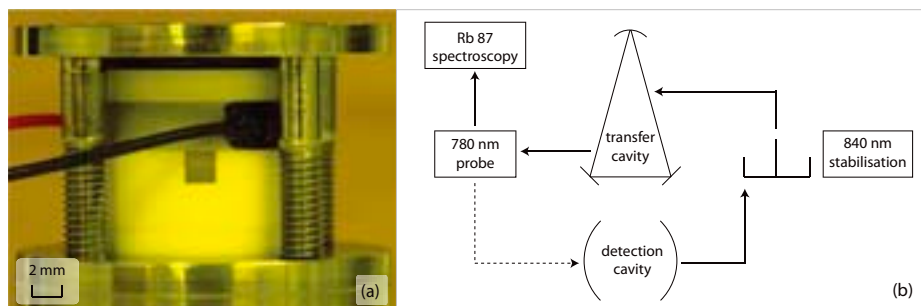 2 mm
(a)
Rb 87
spectroscopy
780 nm
probe
transfer
cavity
840 nm
stabilisation
detection
cavity
(b)